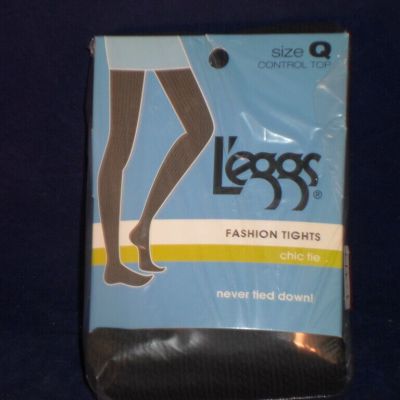 size Q
CONTROL TOP
L'eggs®
FASHION TIGHTS
chic tie
never tied down!